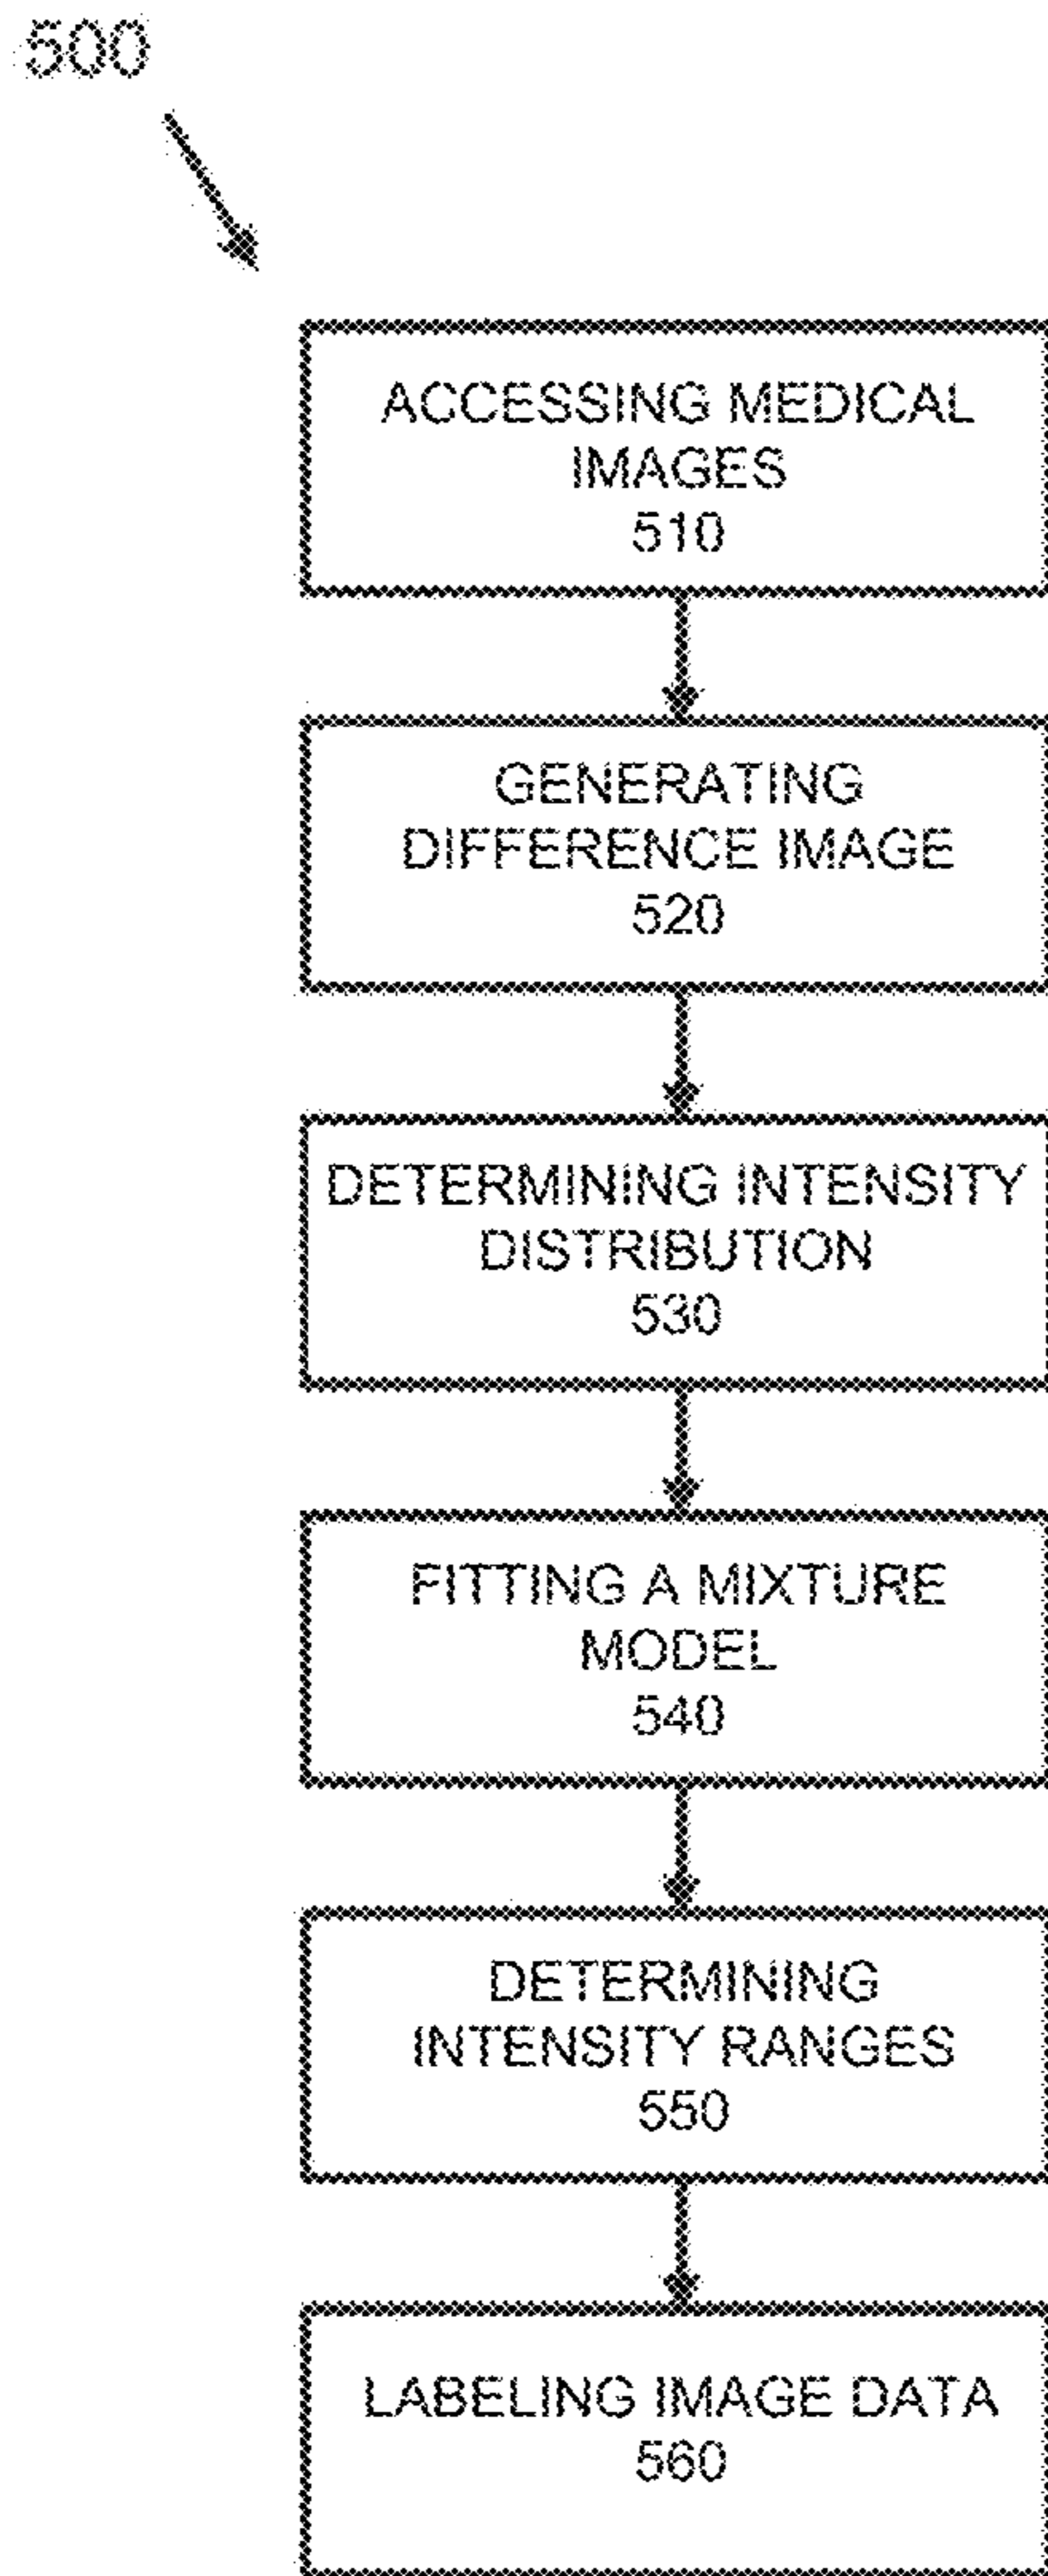 500
ACCESSING MEDICAL
IMAGES
510
GENERATING
DIFFERENCE IMAGE
520
DETERMINING INTENSITY
DISTRIBUTION
530
FITTING A MIXTURE
MODEL
540
DETERMINING
INTENSITY RANGES
550
LABELING IMAGE DATA
560